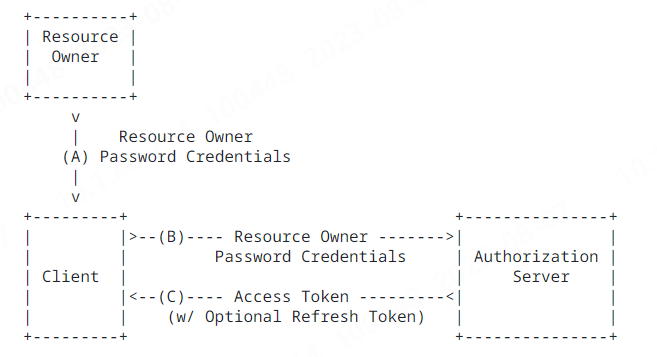 +----------+
| Resource |
|  Owner   |
|          |
+----------+
     v
     |    Resource Owner
    (A) Password Credentials
     |
     v
+---------+                                  +---------------+
|         |>--(B)---- Resource Owner ------->|               |
|         |         Password Credentials     | Authorization |
| Client  |                                  |     Server    |
|         |<--(C)---- Access Token ---------<|               |
|         |    (w/ Optional Refresh Token)   |               |
+---------+                                  +---------------+